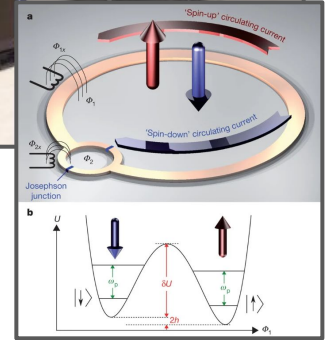 a
'Spin-up' circulating current
Φ1x
Φ1
'Spin-down' circulating current
Φ2x
Φ2
Josephson
junction
b
U
δU
ωp
ωp
|↓⟩
|↑⟩
2h
Φ1